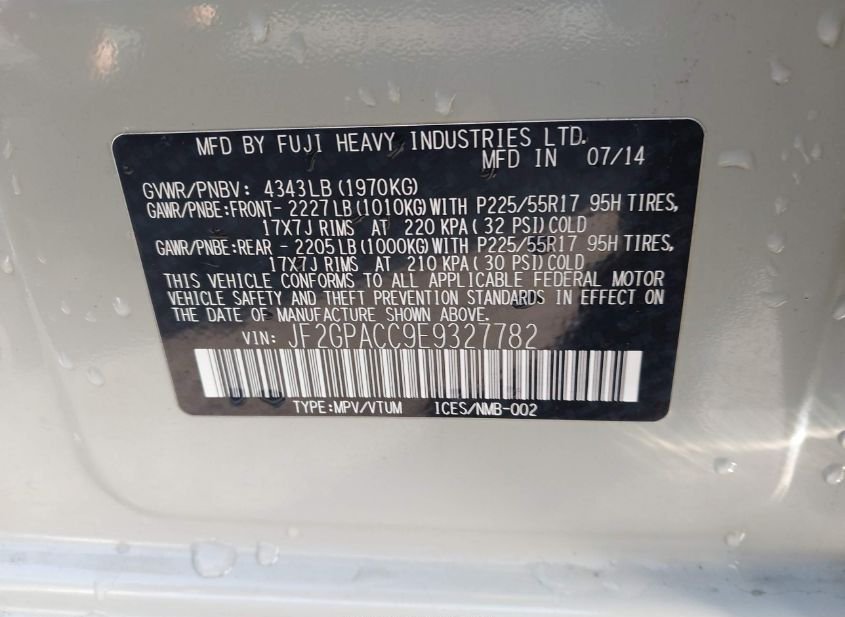 MFD BY FUJI HEAVY INDUSTRIES LTD.
MFD IN 07/14
GVWR/PNBV: 4343LB (1970KG)
GAWR/PNBE:FRONT- 2227 LB (1010KG) WITH P225/55R17 95H TIRES,
17X7J RIMS AT 220 KPA ( 32 PSI) COLD
GAWR/PNBE:REAR - 2205 LB (1000KG) WITH P225/55R17 95H TIRES,
17X7J RIMS AT 210 KPA ( 30 PSI) COLD
THIS VEHICLE CONFORMS TO ALL APPLICABLE FEDERAL MOTOR
VEHICLE SAFETY AND THEFT PREVENTION STANDARDS IN EFFECT ON
THE DATE OF MANUFACTURE SHOWN ABOVE.
VIN: JF2GPACC9E9327782
TYPE:MPV/VTUM ICES/NMB-002